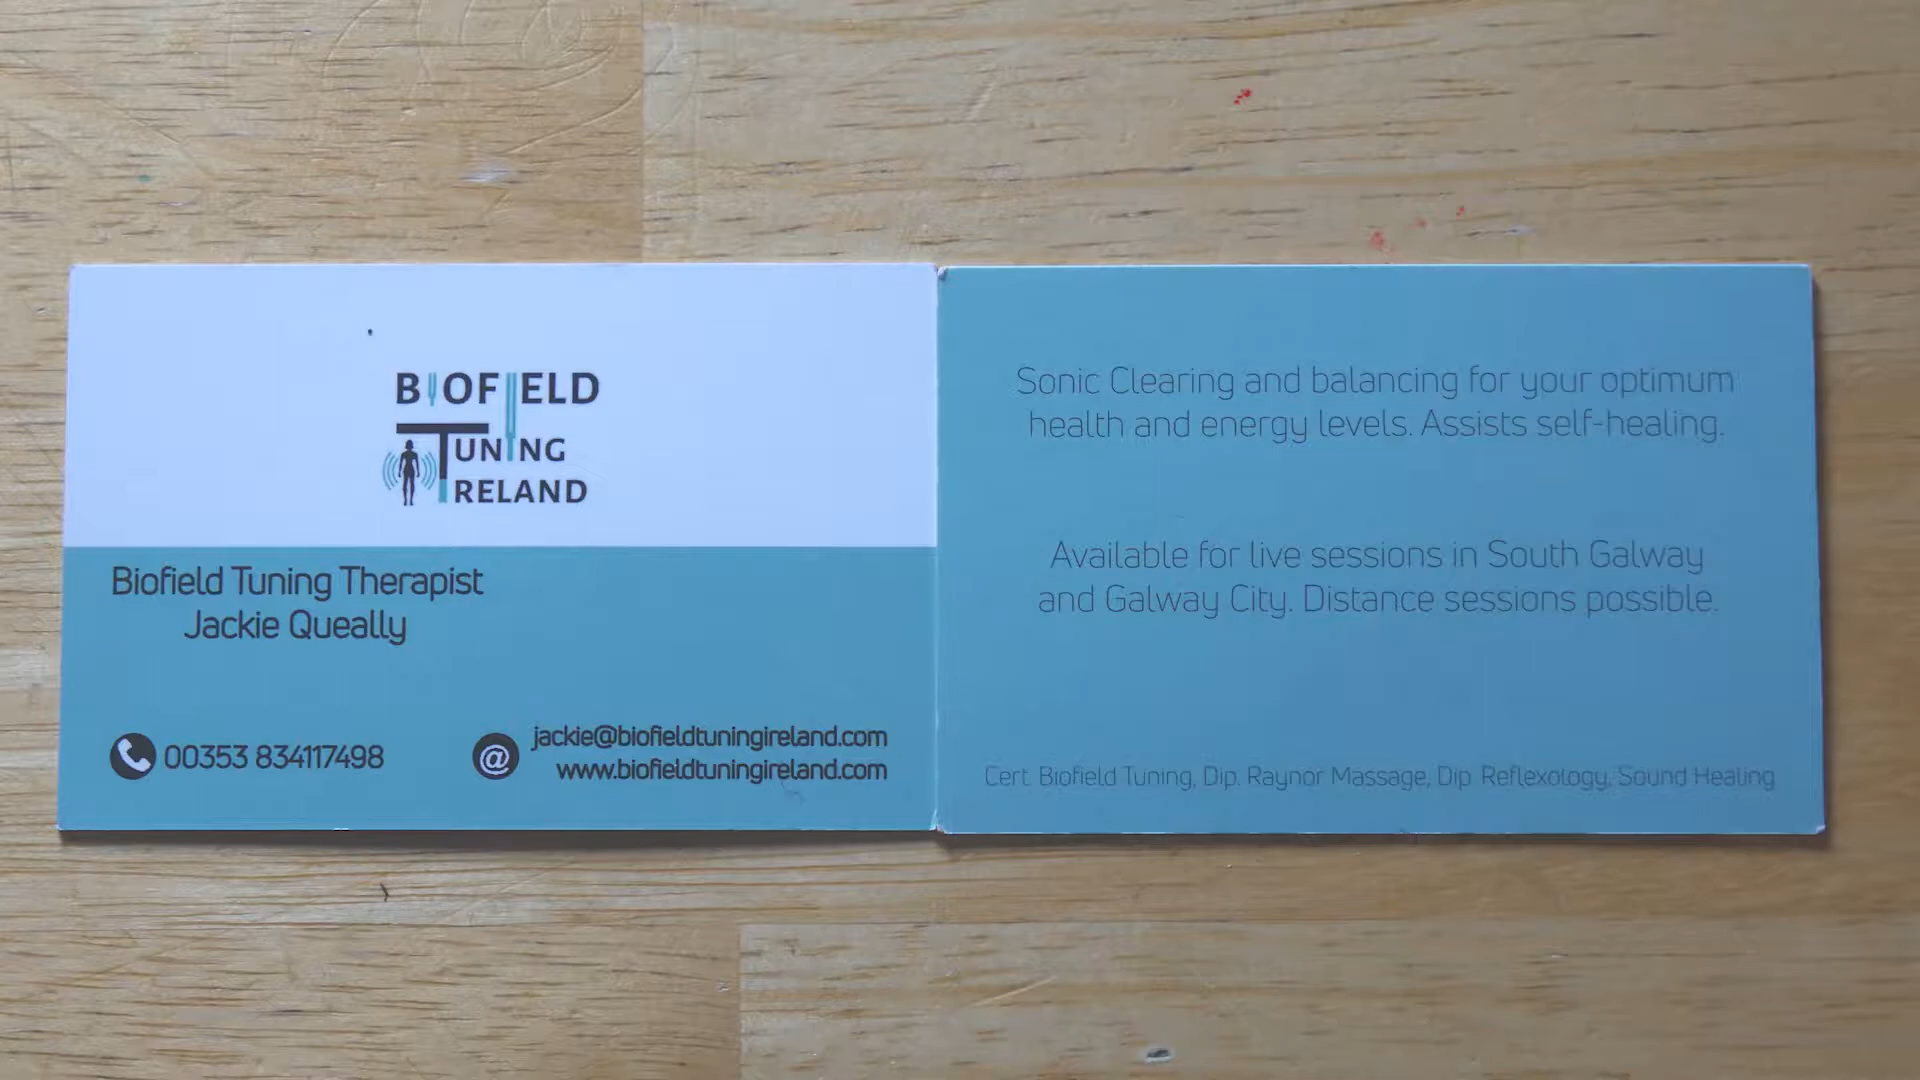 BIOFIELD
TUNING
IRELAND
Biofield Tuning Therapist
Jackie Queally
00353 834117498
@
jackie@biofieldtuningireland.com
www.biofieldtuningireland.com
Sonic Clearing and balancing for your optimum
health and energy levels. Assists self-healing.
Available for live sessions in South Galway
and Galway City. Distance sessions possible.
Cert. Biofield Tuning, Dip. Raynor Massage, Dip. Reflexology, Sound Healing